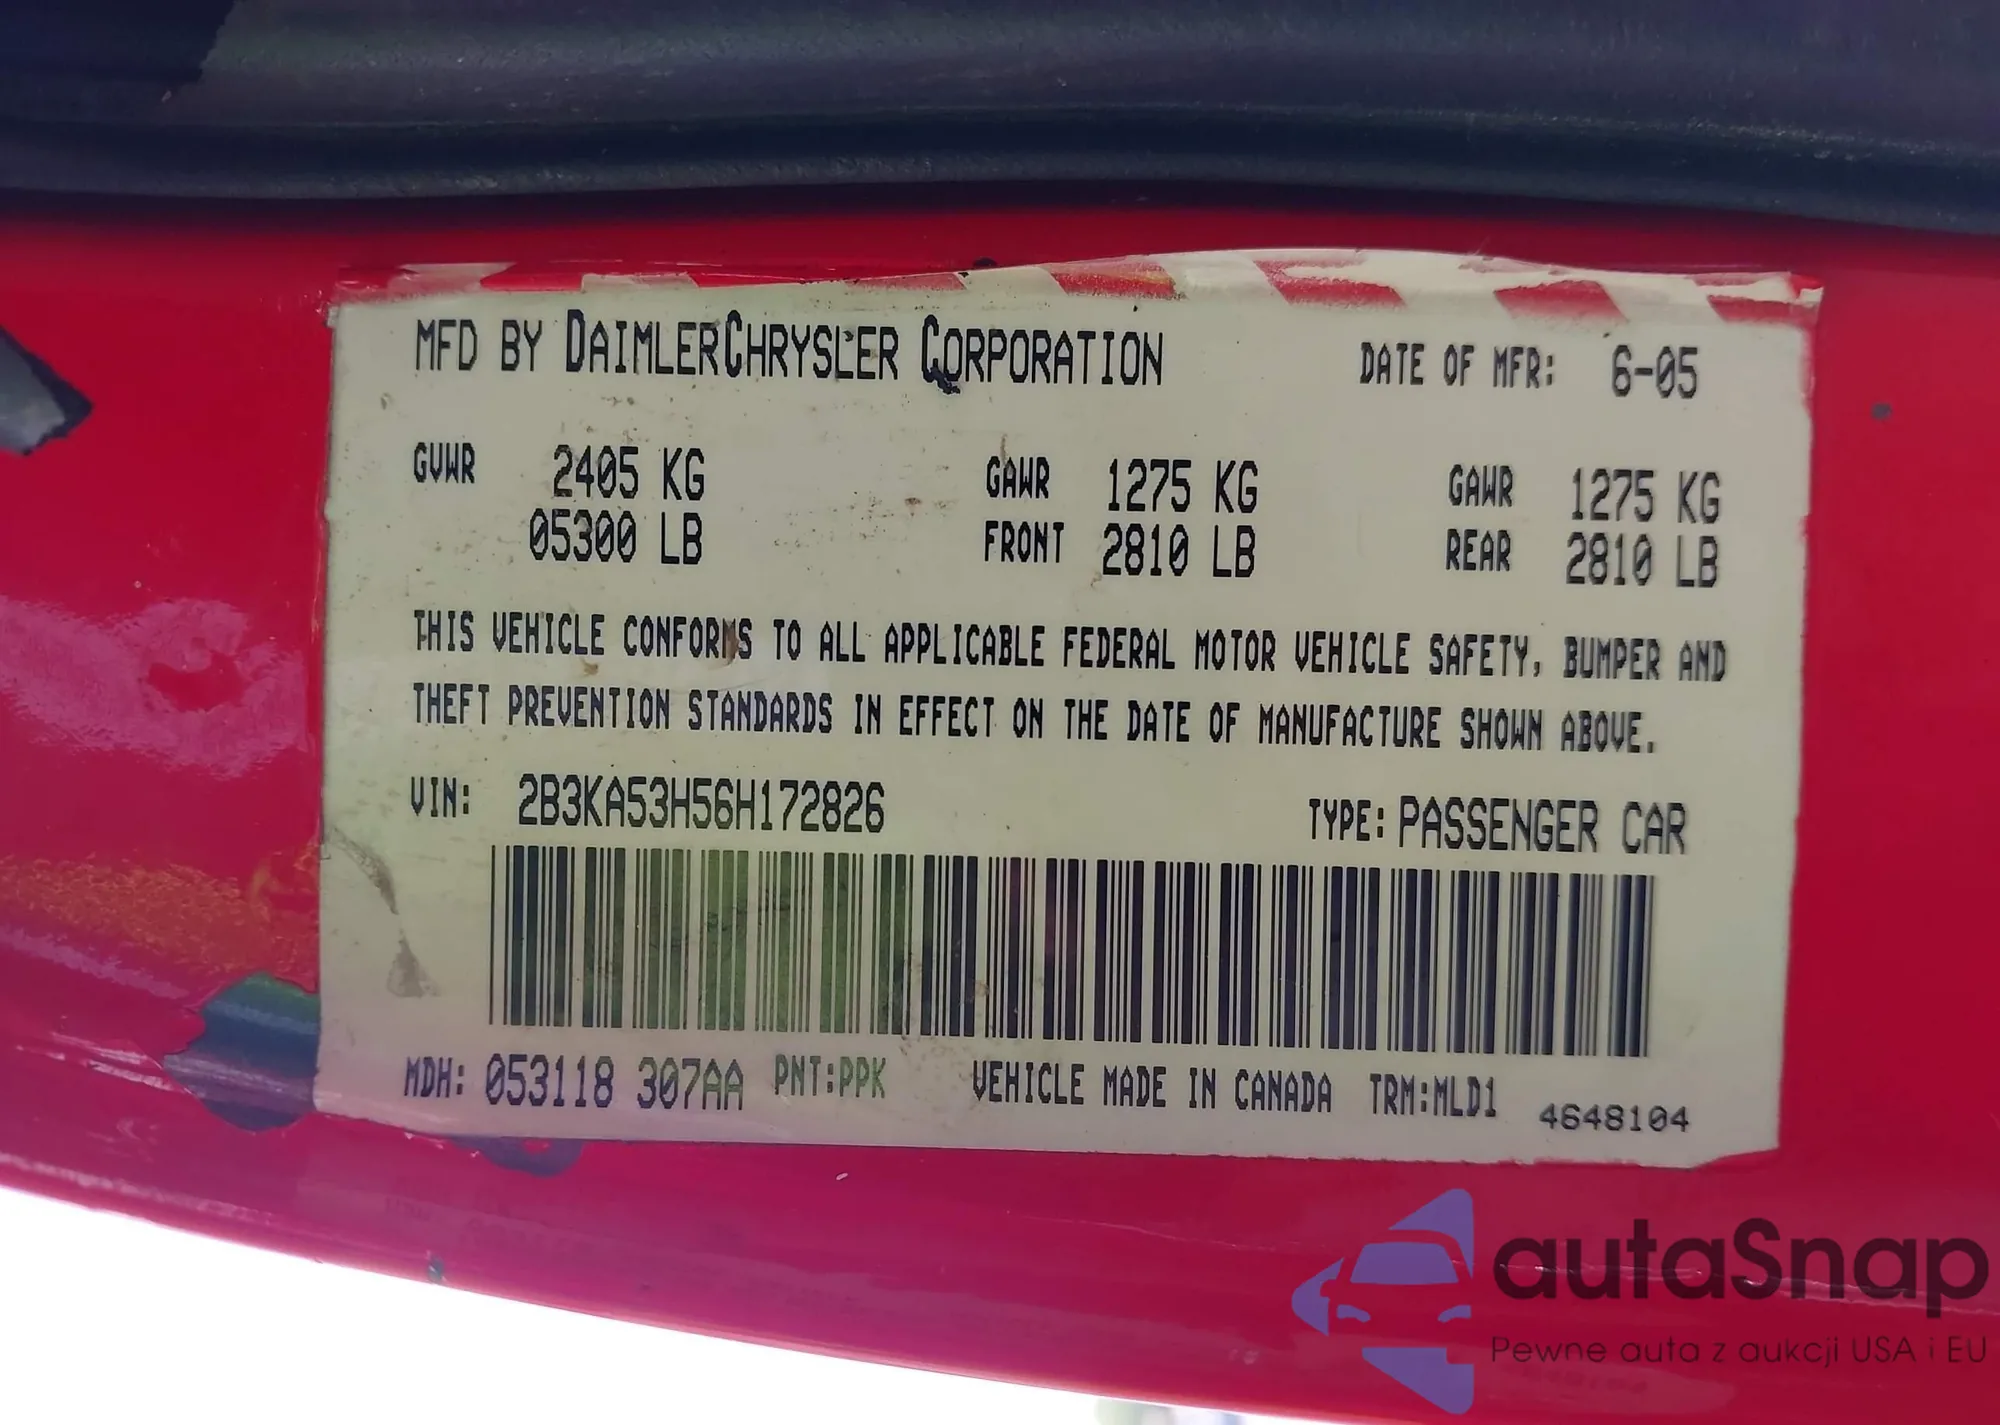 MFD BY DAIMLERCHRYSLER CORPORATION DATE OF MFR: 6-05
GVWR 2405 KG GAWR 1275 KG GAWR 1275 KG
05300 LB FRONT 2810 LB REAR 2810 LB
THIS VEHICLE CONFORMS TO ALL APPLICABLE FEDERAL MOTOR VEHICLE SAFETY, BUMPER AND
THEFT PREVENTION STANDARDS IN EFFECT ON THE DATE OF MANUFACTURE SHOWN ABOVE.
VIN: 2B3KA53H56H172826 TYPE: PASSENGER CAR
MDH: 053118 307AA PNT:PPK VEHICLE MADE IN CANADA TRM:MLD1 4648104
autaSnap
Pewne auta z aukcji USA i EU